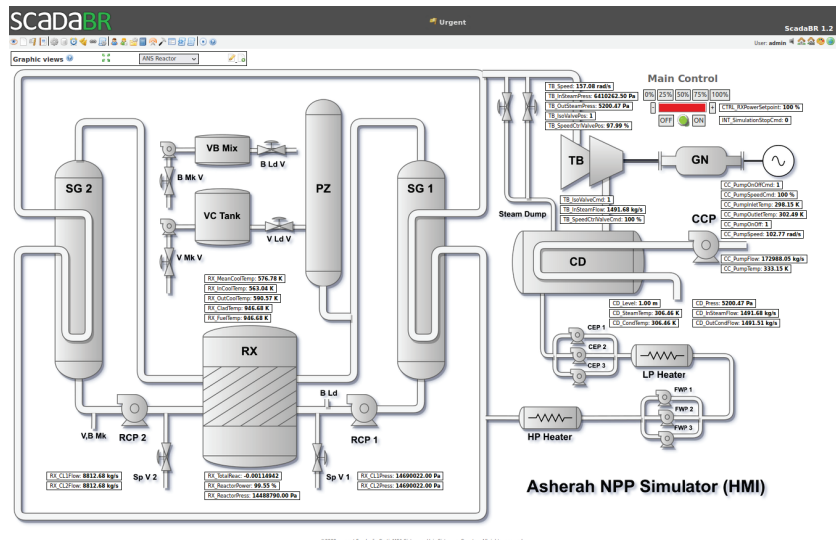 ScadaBR
Urgent
ScadaBR 1.2
User: admin
Graphic views
ANS Reactor
Main Control
0% 25% 50% 75% 100%
- +
CTRL_RXPowerSetpoint: 100 %
OFF ON
INT_SimulationStopCmd: 0
TB_Speed: 157.08 rad/s
TB_InSteamPress: 6410262.50 Pa
TB_OutSteamPress: 5200.47 Pa
TB_IsoValvePos: 1
TB_SpeedCtrlValvePos: 97.99 %
TB
GN
VB Mix
B Ld V
B Mk V
PZ
SG 2
SG 1
VC Tank
V Ld V
V Mk V
Steam Dump
TB_IsoValveCmd: 1
TB_InSteamFlow: 1491.68 kg/s
TB_SpeedCtrlValveCmd: 100 %
CC_PumpOnOffCmd: 1
CC_PumpSpeedCmd: 100 %
CC_PumpInletTemp: 298.15 K
CC_PumpOutletTemp: 302.49 K
CC_PumpOnOff: 1
CC_PumpSpeed: 102.77 rad/s
CCP
CC_PumpFlow: 172988.05 kg/s
CC_PumpTemp: 333.15 K
CD
RX_MeanCoolTemp: 576.78 K
RX_InCoolTemp: 563.04 K
RX_OutCoolTemp: 590.57 K
RX_CladTemp: 946.68 K
RX_FuelTemp: 946.68 K
CD_Level: 1.00 m
CD_SteamTemp: 306.46 K
CD_CondTemp: 306.46 K
CD_Press: 5200.47 Pa
CD_InSteamFlow: 1491.68 kg/s
CD_OutCondFlow: 1491.51 kg/s
RX
CEP 1
CEP 2
CEP 3
LP Heater
FWP 1
FWP 2
FWP 3
HP Heater
B Ld
V,B Mk
RCP 2
RCP 1
Sp V 2
Sp V 1
RX_CL1Flow: 8812.68 kg/s
RX_CL2Flow: 8812.68 kg/s
RX_TotalReac: -0.00114942
RX_ReactorPower: 99.55 %
RX_ReactorPress: 14488790.00 Pa
RX_CL1Press: 14690022.00 Pa
RX_CL2Press: 14690022.00 Pa
Asherah NPP Simulator (HMI)